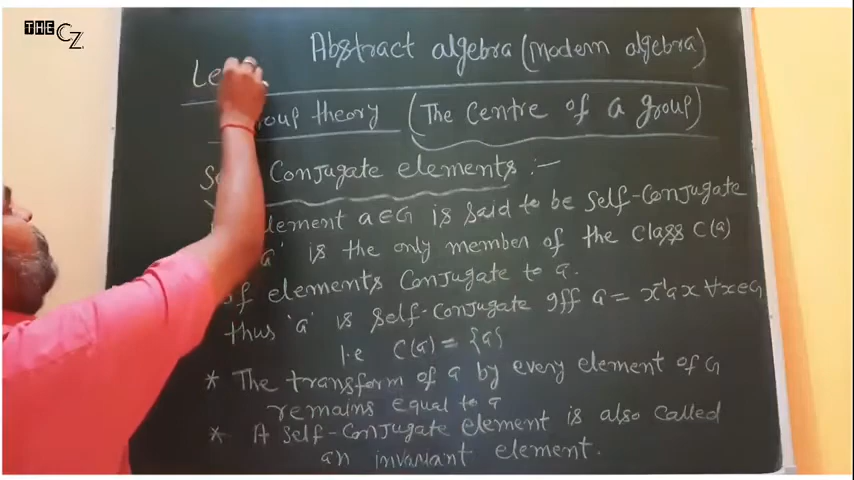 THE CZ
Abstract algebra (Modern algebra)
Le
oup theory (The Centre of a group)
Conjugate elements :-
element a∈G is said to be Self-Conjugate
'a' is the only member of the Class C(a)
of elements Conjugate to a.
thus 'a' is self-Conjugate iff a = x⁻¹ax ∀x∈G
i.e C(a) = {a}
* The transform of a by every element of G
remains equal to a
* A Self-Conjugate element is also Called
an invariant element.